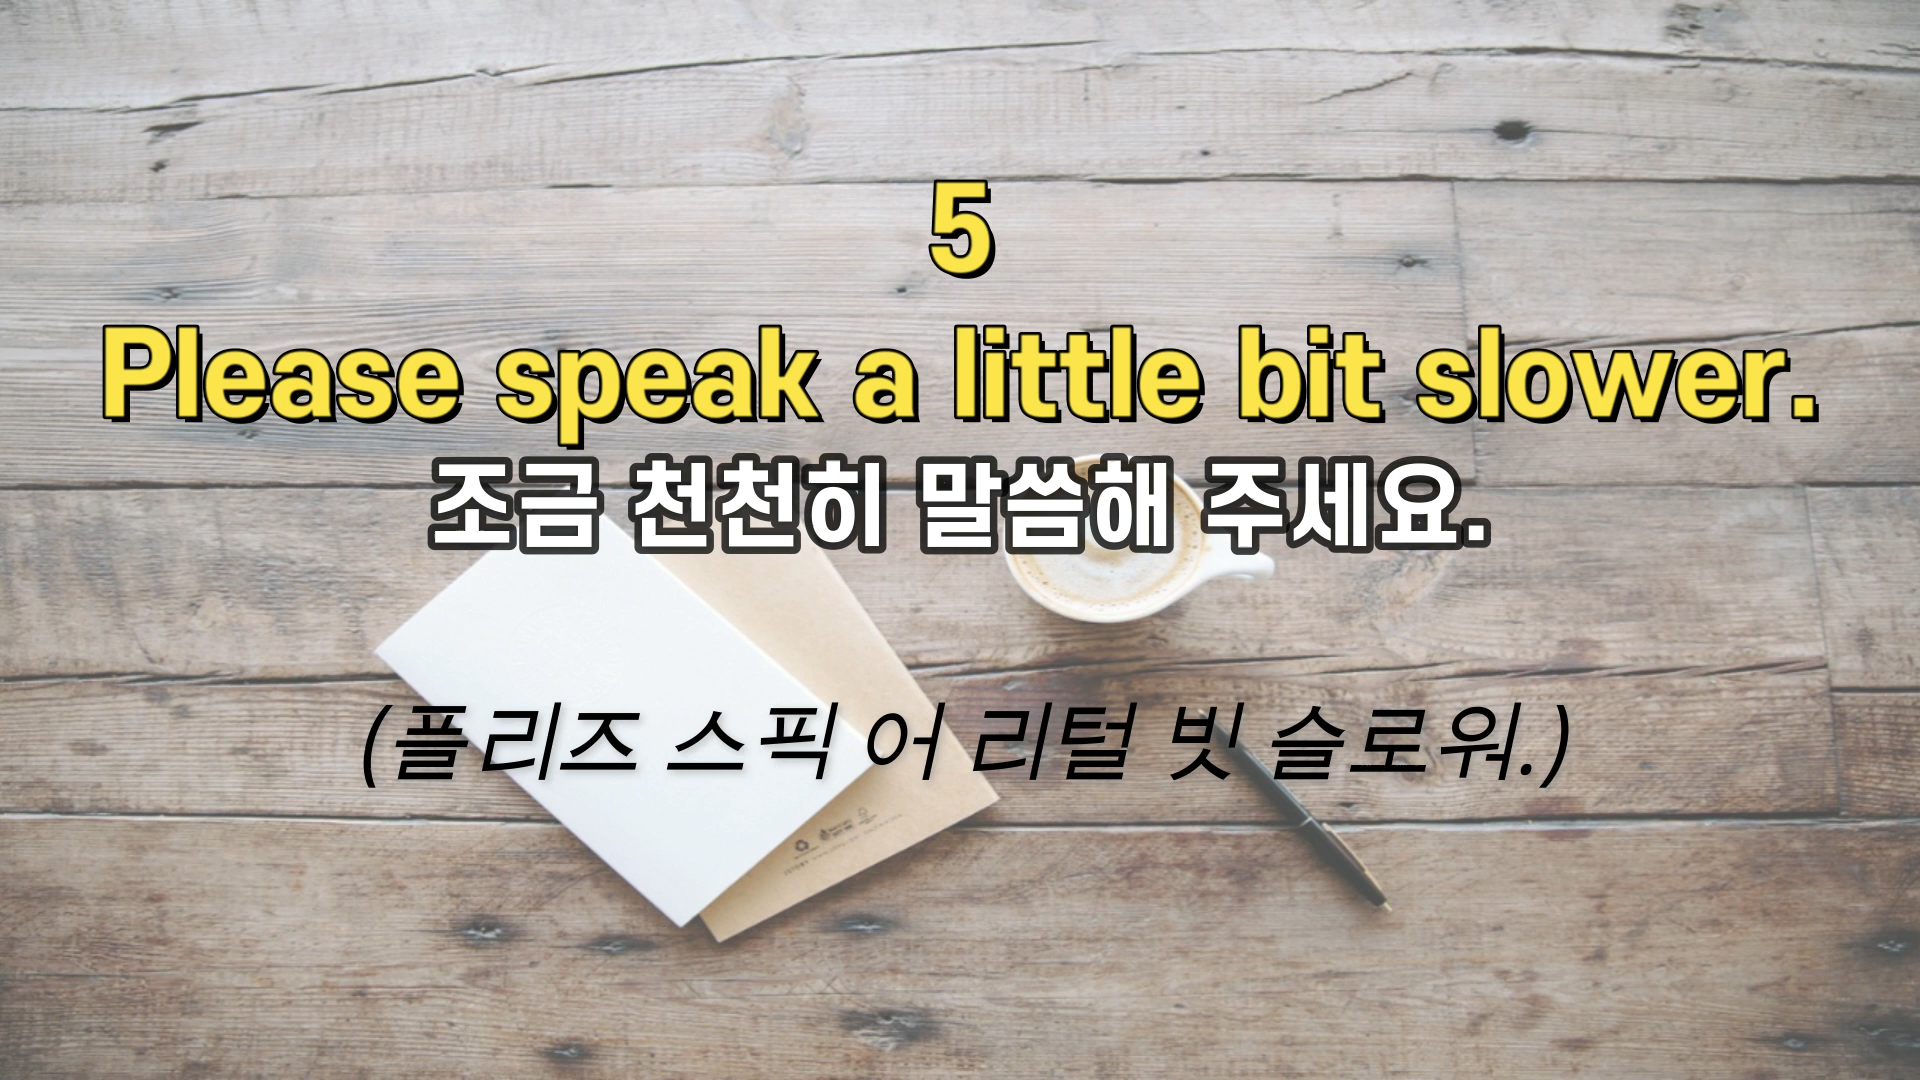 5
Please speak a little bit slower.
조금 천천히 말씀해 주세요.
(플리즈 스픽 어 리털 빗 슬로워.)